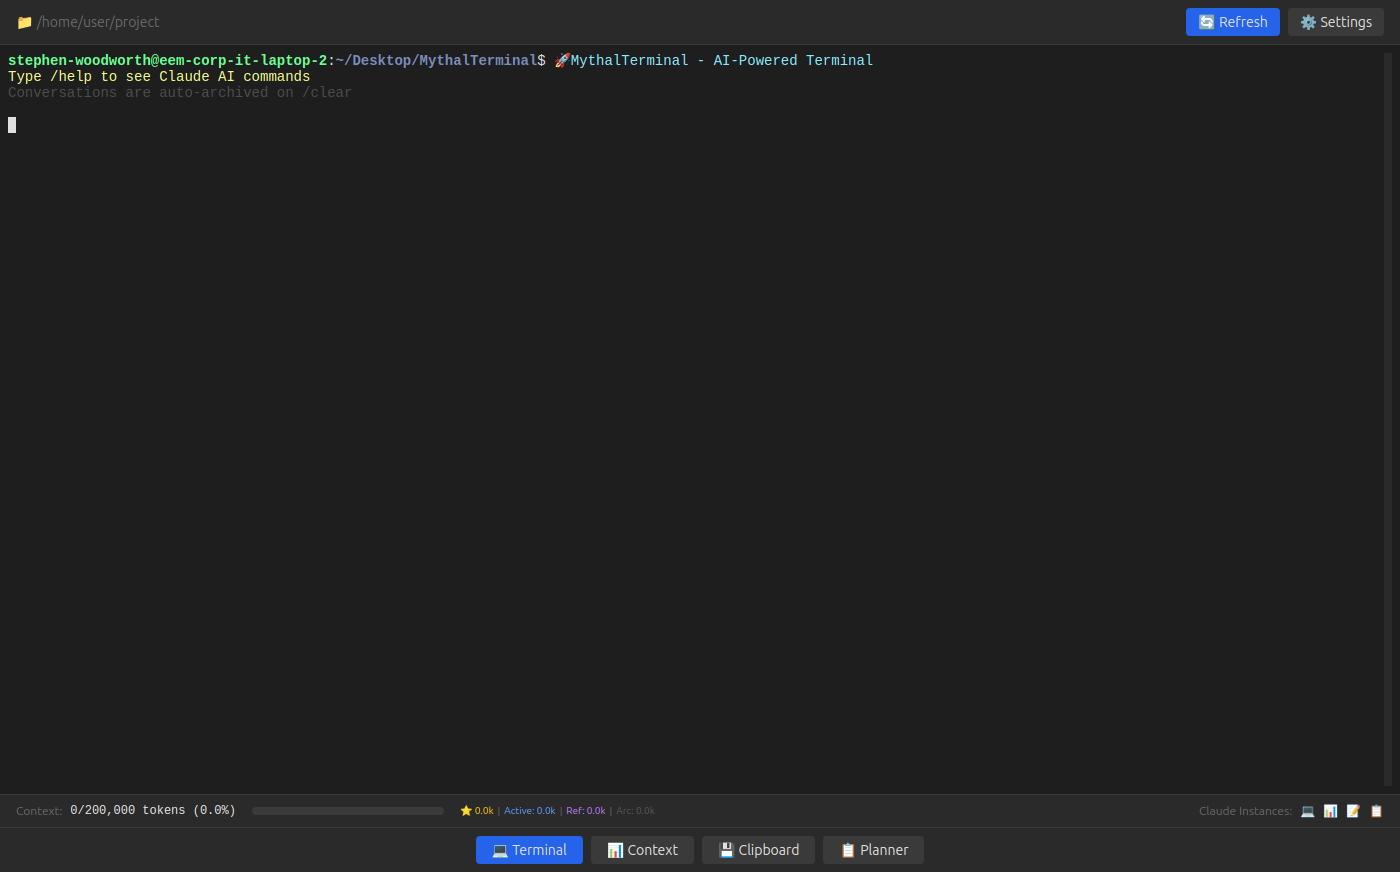 📁 /home/user/project
🔄 Refresh
⚙️ Settings
stephen-woodworth@eem-corp-it-laptop-2:~/Desktop/MythalTerminal$ 🚀MythalTerminal - AI-Powered Terminal
Type /help to see Claude AI commands
Conversations are auto-archived on /clear
Context: 0/200,000 tokens (0.0%)
⭐ 0.0k | Active: 0.0k | Ref: 0.0k | Arc: 0.0k
Claude Instances: 💻 📊 📝 📋
💻 Terminal
📊 Context
💾 Clipboard
📋 Planner